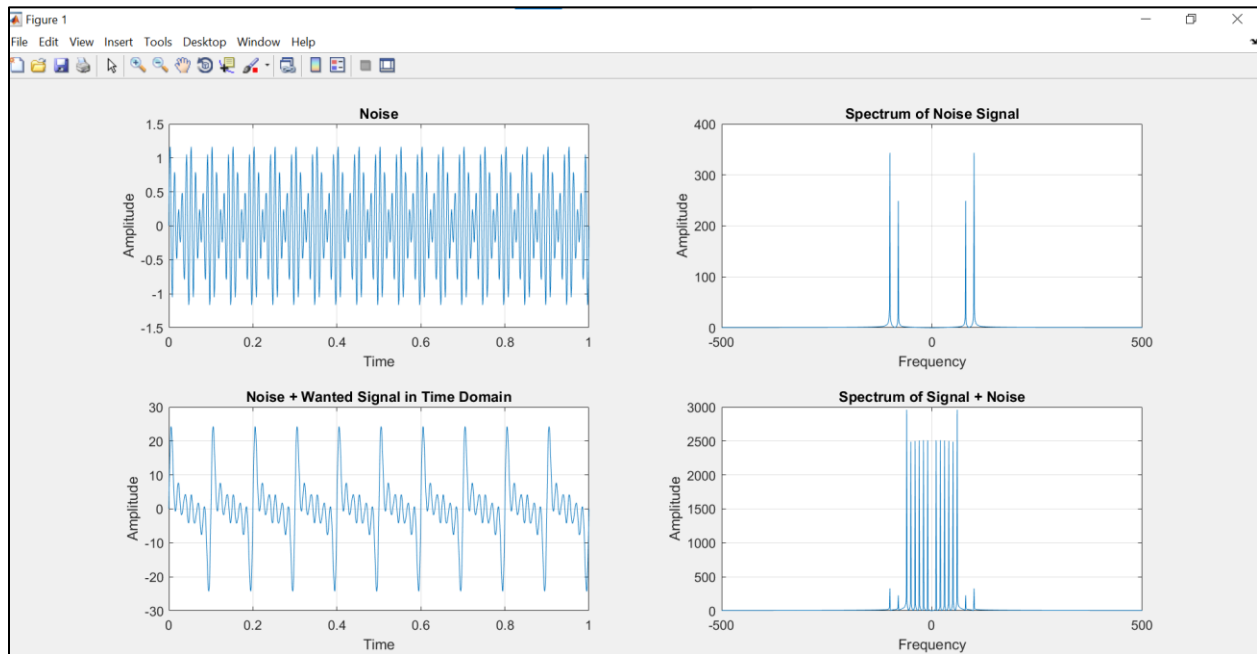 Figure 1
File Edit View Insert Tools Desktop Window Help
Noise
1.5
1
0.5
0
-0.5
-1
-1.5
Amplitude
0 0.2 0.4 0.6 0.8 1
Time
Spectrum of Noise Signal
400
300
200
100
0
Amplitude
-500 0 500
Frequency
Noise + Wanted Signal in Time Domain
30
20
10
0
-10
-20
-30
Amplitude
0 0.2 0.4 0.6 0.8 1
Time
Spectrum of Signal + Noise
3000
2500
2000
1500
1000
500
0
Amplitude
-500 0 500
Frequency